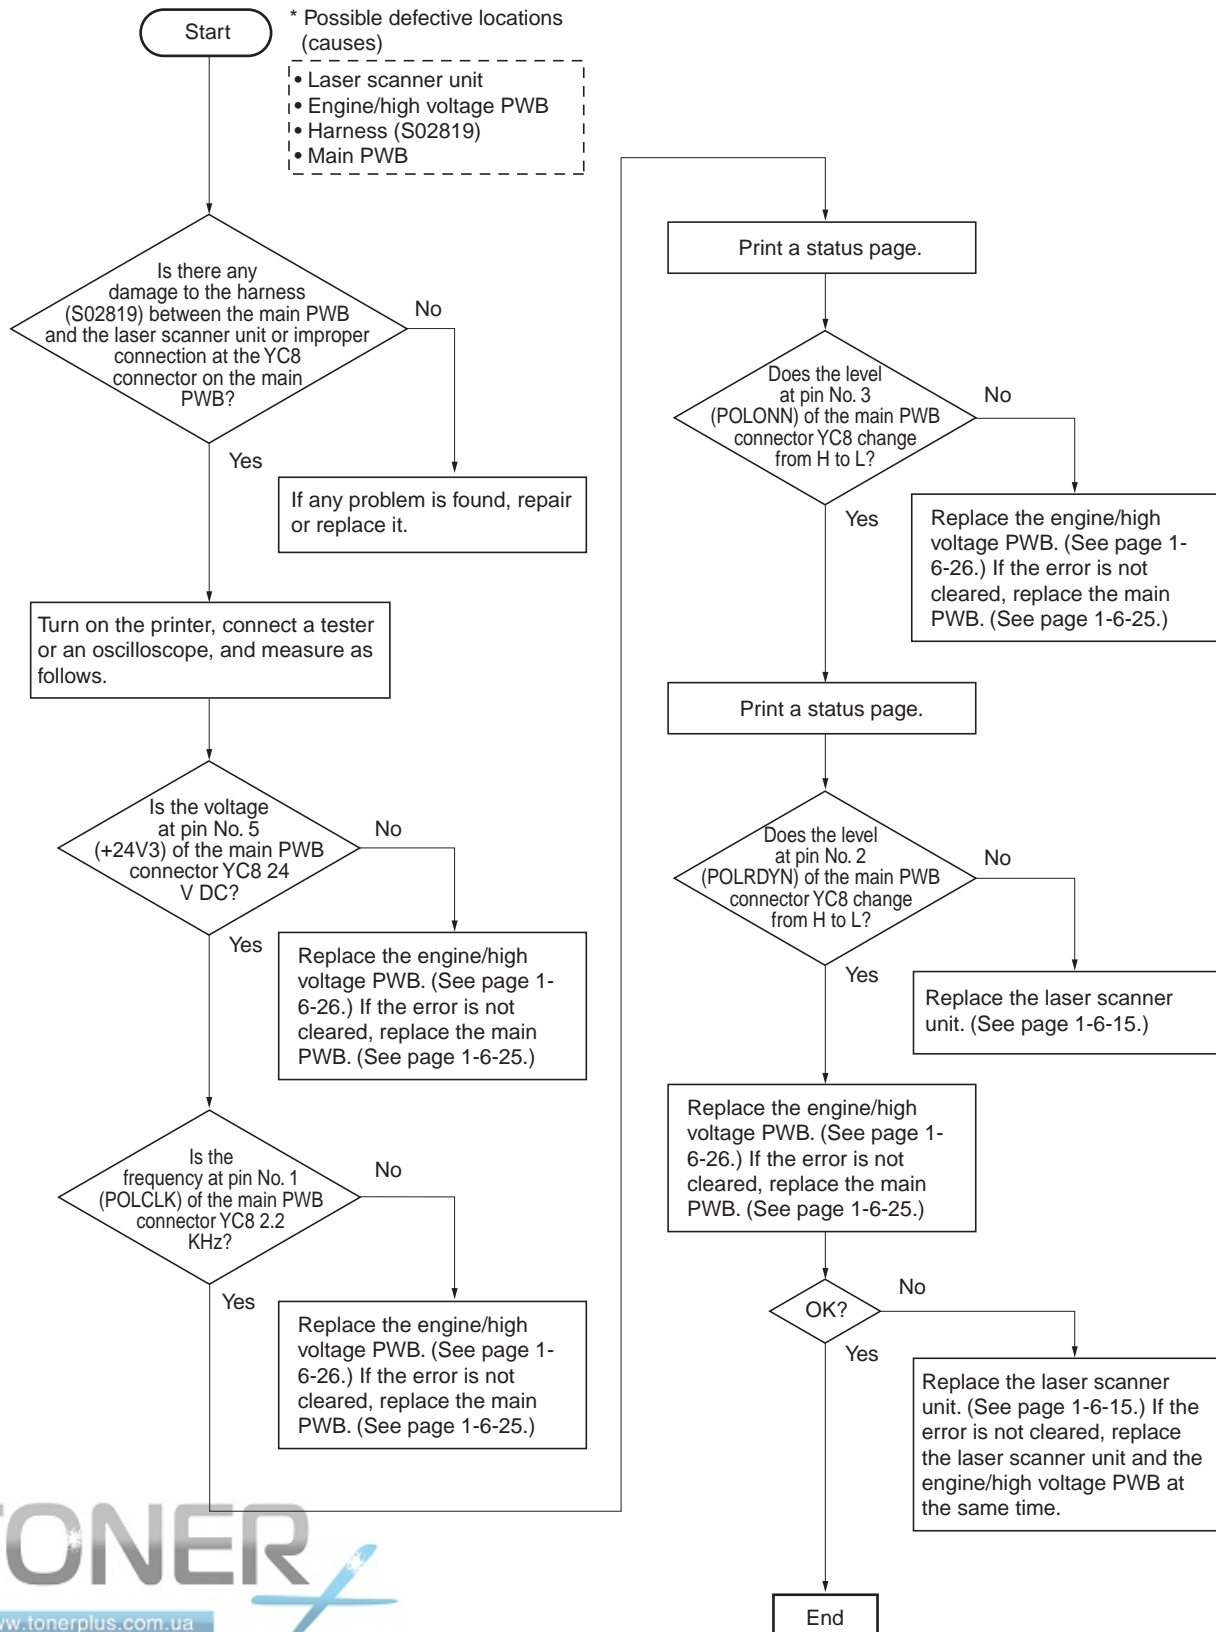 Start
* Possible defective locations
(causes)
• Laser scanner unit
• Engine/high voltage PWB
• Harness (S02819)
• Main PWB
Is there any
damage to the harness
(S02819) between the main PWB
and the laser scanner unit or improper
connection at the YC8
connector on the main
PWB?
No
Yes
If any problem is found, repair
or replace it.
Turn on the printer, connect a tester
or an oscilloscope, and measure as
follows.
Is the voltage
at pin No. 5
(+24V3) of the main PWB
connector YC8 24
V DC?
No
Yes
Replace the engine/high
voltage PWB. (See page 1-
6-26.) If the error is not
cleared, replace the main
PWB. (See page 1-6-25.)
Is the
frequency at pin No. 1
(POLCLK) of the main PWB
connector YC8 2.2
KHz?
No
Yes
Replace the engine/high
voltage PWB. (See page 1-
6-26.) If the error is not
cleared, replace the main
PWB. (See page 1-6-25.)
Print a status page.
Does the level
at pin No. 3
(POLONN) of the main PWB
connector YC8 change
from H to L?
No
Yes
Replace the engine/high
voltage PWB. (See page 1-
6-26.) If the error is not
cleared, replace the main
PWB. (See page 1-6-25.)
Print a status page.
Does the level
at pin No. 2
(POLRDYN) of the main PWB
connector YC8 change
from H to L?
No
Yes
Replace the laser scanner
unit. (See page 1-6-15.)
Replace the engine/high
voltage PWB. (See page 1-
6-26.) If the error is not
cleared, replace the main
PWB. (See page 1-6-25.)
OK?
No
Yes
Replace the laser scanner
unit. (See page 1-6-15.) If the
error is not cleared, replace
the laser scanner unit and the
engine/high voltage PWB at
the same time.
End
TONER
www.tonerplus.com.ua